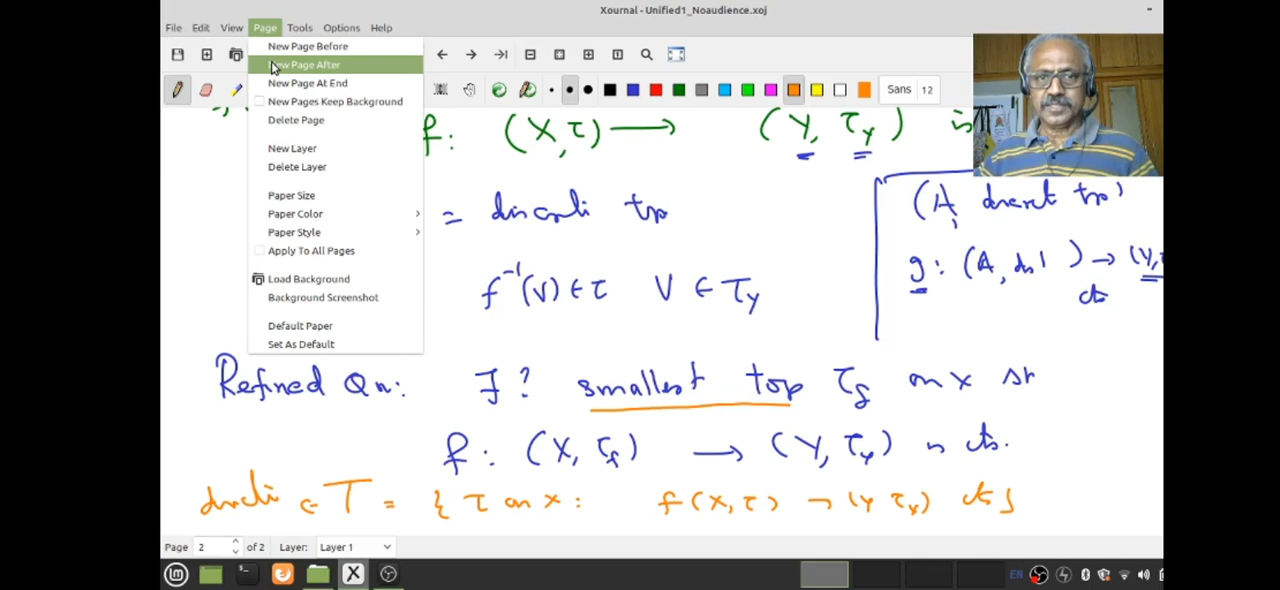 Xournal - Unified1_Noaudience.xoj
File Edit View Page Tools Options Help
New Page Before
New Page After
New Page At End
New Pages Keep Background
Delete Page
New Layer
Delete Layer
Paper Size
Paper Color
Paper Style
Apply To All Pages
Load Background
Background Screenshot
Default Paper
Set As Default
Sans 12
f: (X, τ) ⟶ (Y, τ_Y) is
= discrete top
f⁻¹(V) ∈ τ V ∈ τ_Y
(A, discrete top)
g: (A, dis) → (Y,
cts
Refined Qn: ∃? smallest top τ_f on X st
f: (X, τ_f) ⟶ (Y, τ_Y) is cts.
discrete ∈ T = { τ on X: f(X, τ) → (Y τ_Y) cts }
Page 2 of 2 Layer: Layer 1
EN